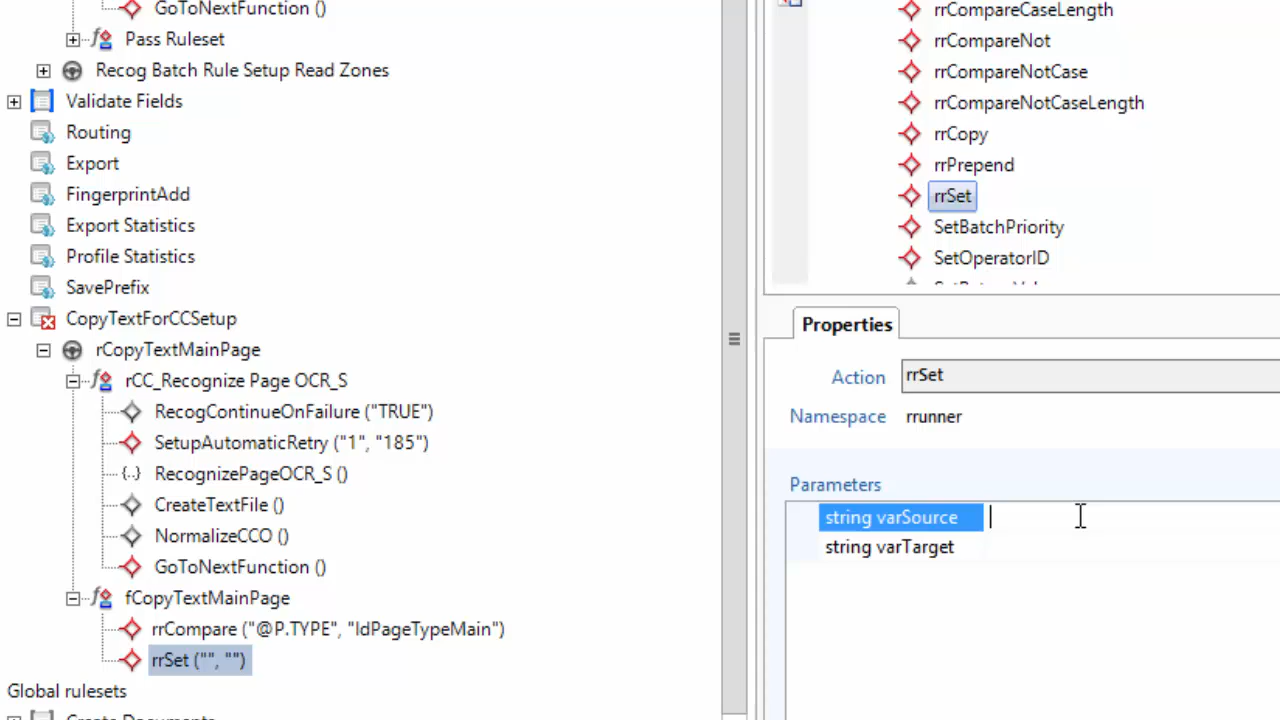 GoToNextFunction ()
Pass Ruleset
Recog Batch Rule Setup Read Zones
Validate Fields
Routing
Export
FingerprintAdd
Export Statistics
Profile Statistics
SavePrefix
CopyTextForCCSetup
rCopyTextMainPage
rCC_Recognize Page OCR_S
RecogContinueOnFailure ("TRUE")
SetupAutomaticRetry ("1", "185")
RecognizePageOCR_S ()
CreateTextFile ()
NormalizeCCO ()
GoToNextFunction ()
fCopyTextMainPage
rrCompare ("@P.TYPE", "IdPageTypeMain")
rrSet ("", "")
Global rulesets
rrCompareCaseLength
rrCompareNot
rrCompareNotCase
rrCompareNotCaseLength
rrCopy
rrPrepend
rrSet
SetBatchPriority
SetOperatorID
Properties
Action rrSet
Namespace rrunner
Parameters
string varSource
string varTarget